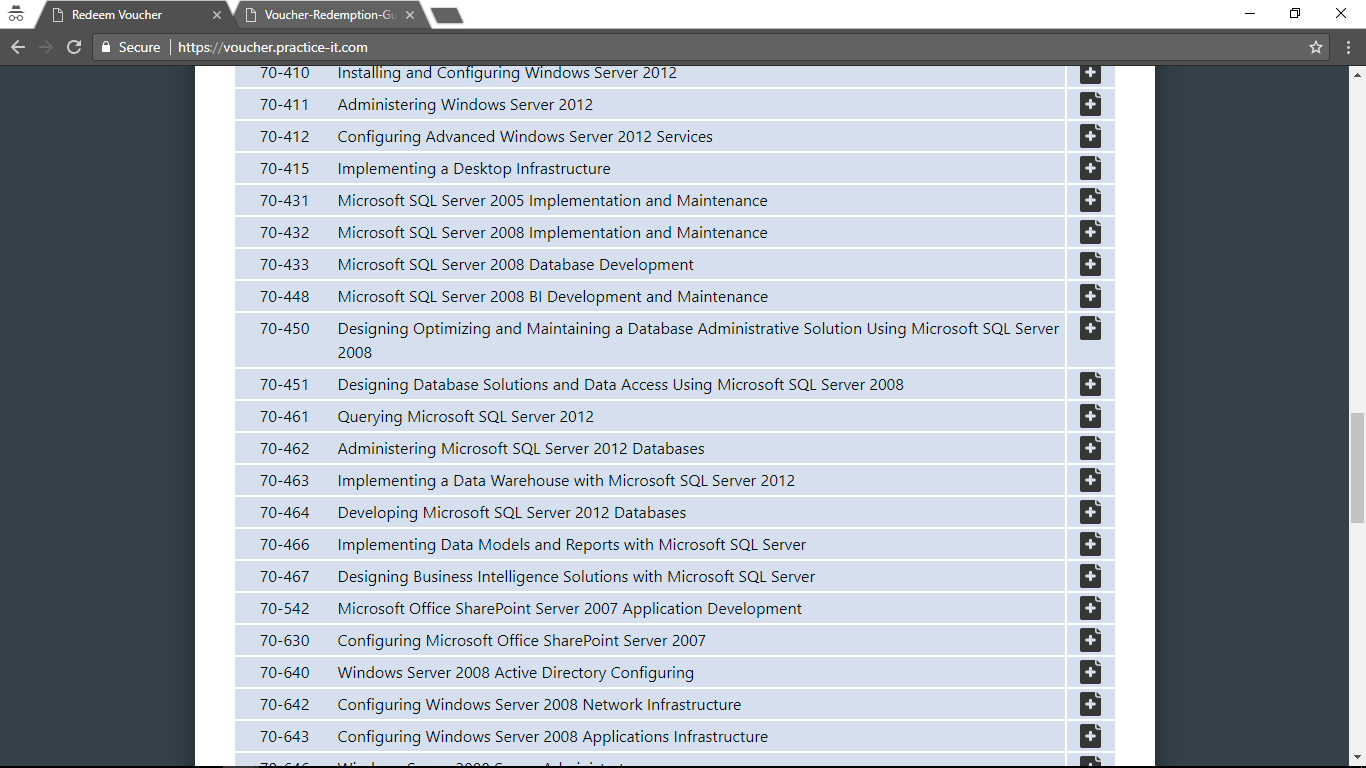 Redeem Voucher
Voucher-Redemption-Gu
Secure
https://voucher.practice-it.com
70-410 Installing and Configuring Windows Server 2012
70-411 Administering Windows Server 2012
70-412 Configuring Advanced Windows Server 2012 Services
70-415 Implementing a Desktop Infrastructure
70-431 Microsoft SQL Server 2005 Implementation and Maintenance
70-432 Microsoft SQL Server 2008 Implementation and Maintenance
70-433 Microsoft SQL Server 2008 Database Development
70-448 Microsoft SQL Server 2008 BI Development and Maintenance
70-450 Designing Optimizing and Maintaining a Database Administrative Solution Using Microsoft SQL Server
2008
70-451 Designing Database Solutions and Data Access Using Microsoft SQL Server 2008
70-461 Querying Microsoft SQL Server 2012
70-462 Administering Microsoft SQL Server 2012 Databases
70-463 Implementing a Data Warehouse with Microsoft SQL Server 2012
70-464 Developing Microsoft SQL Server 2012 Databases
70-466 Implementing Data Models and Reports with Microsoft SQL Server
70-467 Designing Business Intelligence Solutions with Microsoft SQL Server
70-542 Microsoft Office SharePoint Server 2007 Application Development
70-630 Configuring Microsoft Office SharePoint Server 2007
70-640 Windows Server 2008 Active Directory Configuring
70-642 Configuring Windows Server 2008 Network Infrastructure
70-643 Configuring Windows Server 2008 Applications Infrastructure